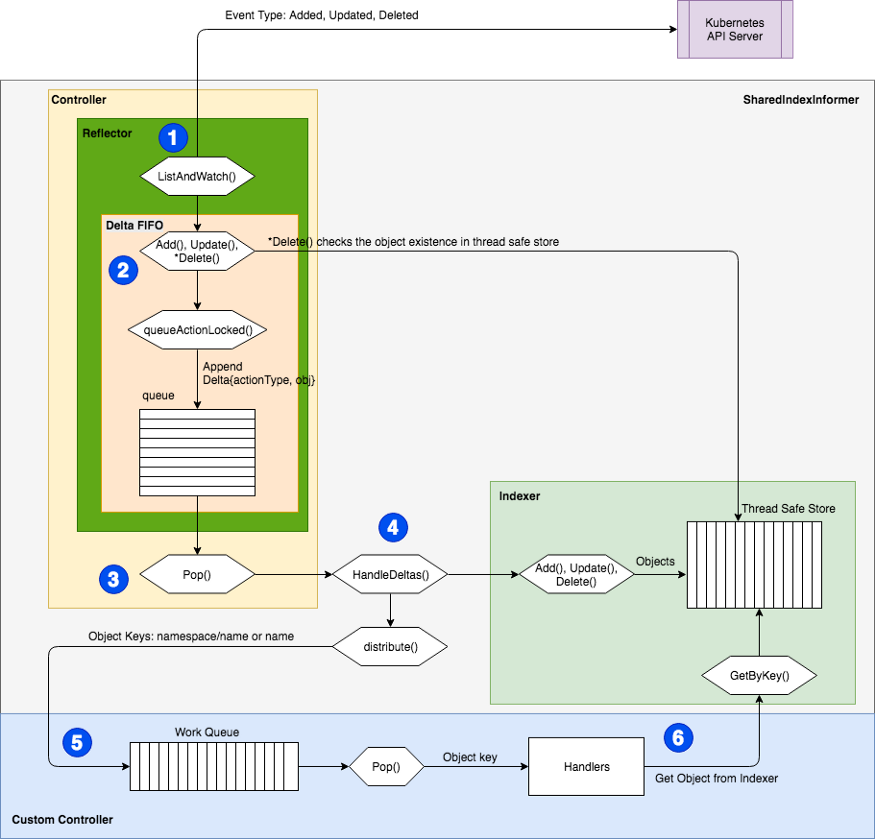 Event Type: Added, Updated, Deleted
Kubernetes
API Server
Controller
SharedIndexInformer
Reflector
1
ListAndWatch()
Delta FIFO
Add(), Update(),
*Delete()
*Delete() checks the object existence in thread safe store
2
queueActionLocked()
Append
Delta{actionType, obj}
queue
Indexer
Thread Safe Store
4
3
Pop()
HandleDeltas()
Add(), Update(),
Delete()
Objects
Object Keys: namespace/name or name
distribute()
GetByKey()
5
Work Queue
6
Pop()
Object key
Handlers
Get Object from Indexer
Custom Controller